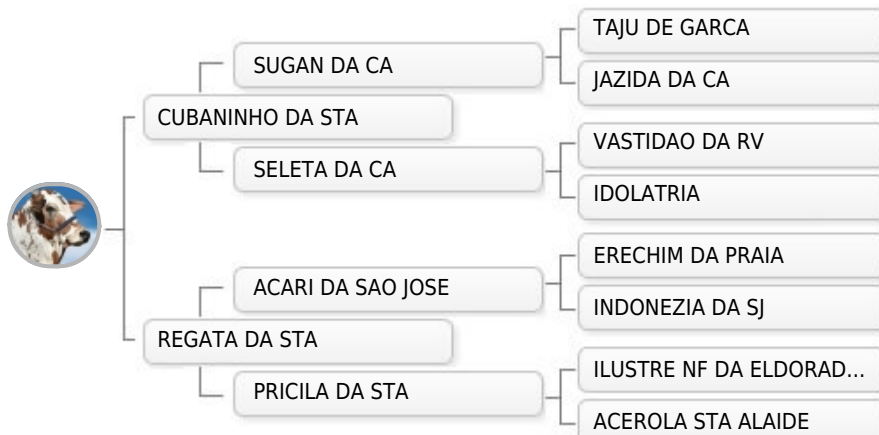 TAJU DE GARCA
SUGAN DA CA
JAZIDA DA CA
CUBANINHO DA STA
VASTIDAO DA RV
SELETA DA CA
IDOLATRIA
ERECHIM DA PRAIA
ACARI DA SAO JOSE
INDONEZIA DA SJ
REGATA DA STA
ILUSTRE NF DA ELDORAD...
PRICILA DA STA
ACEROLA STA ALAIDE